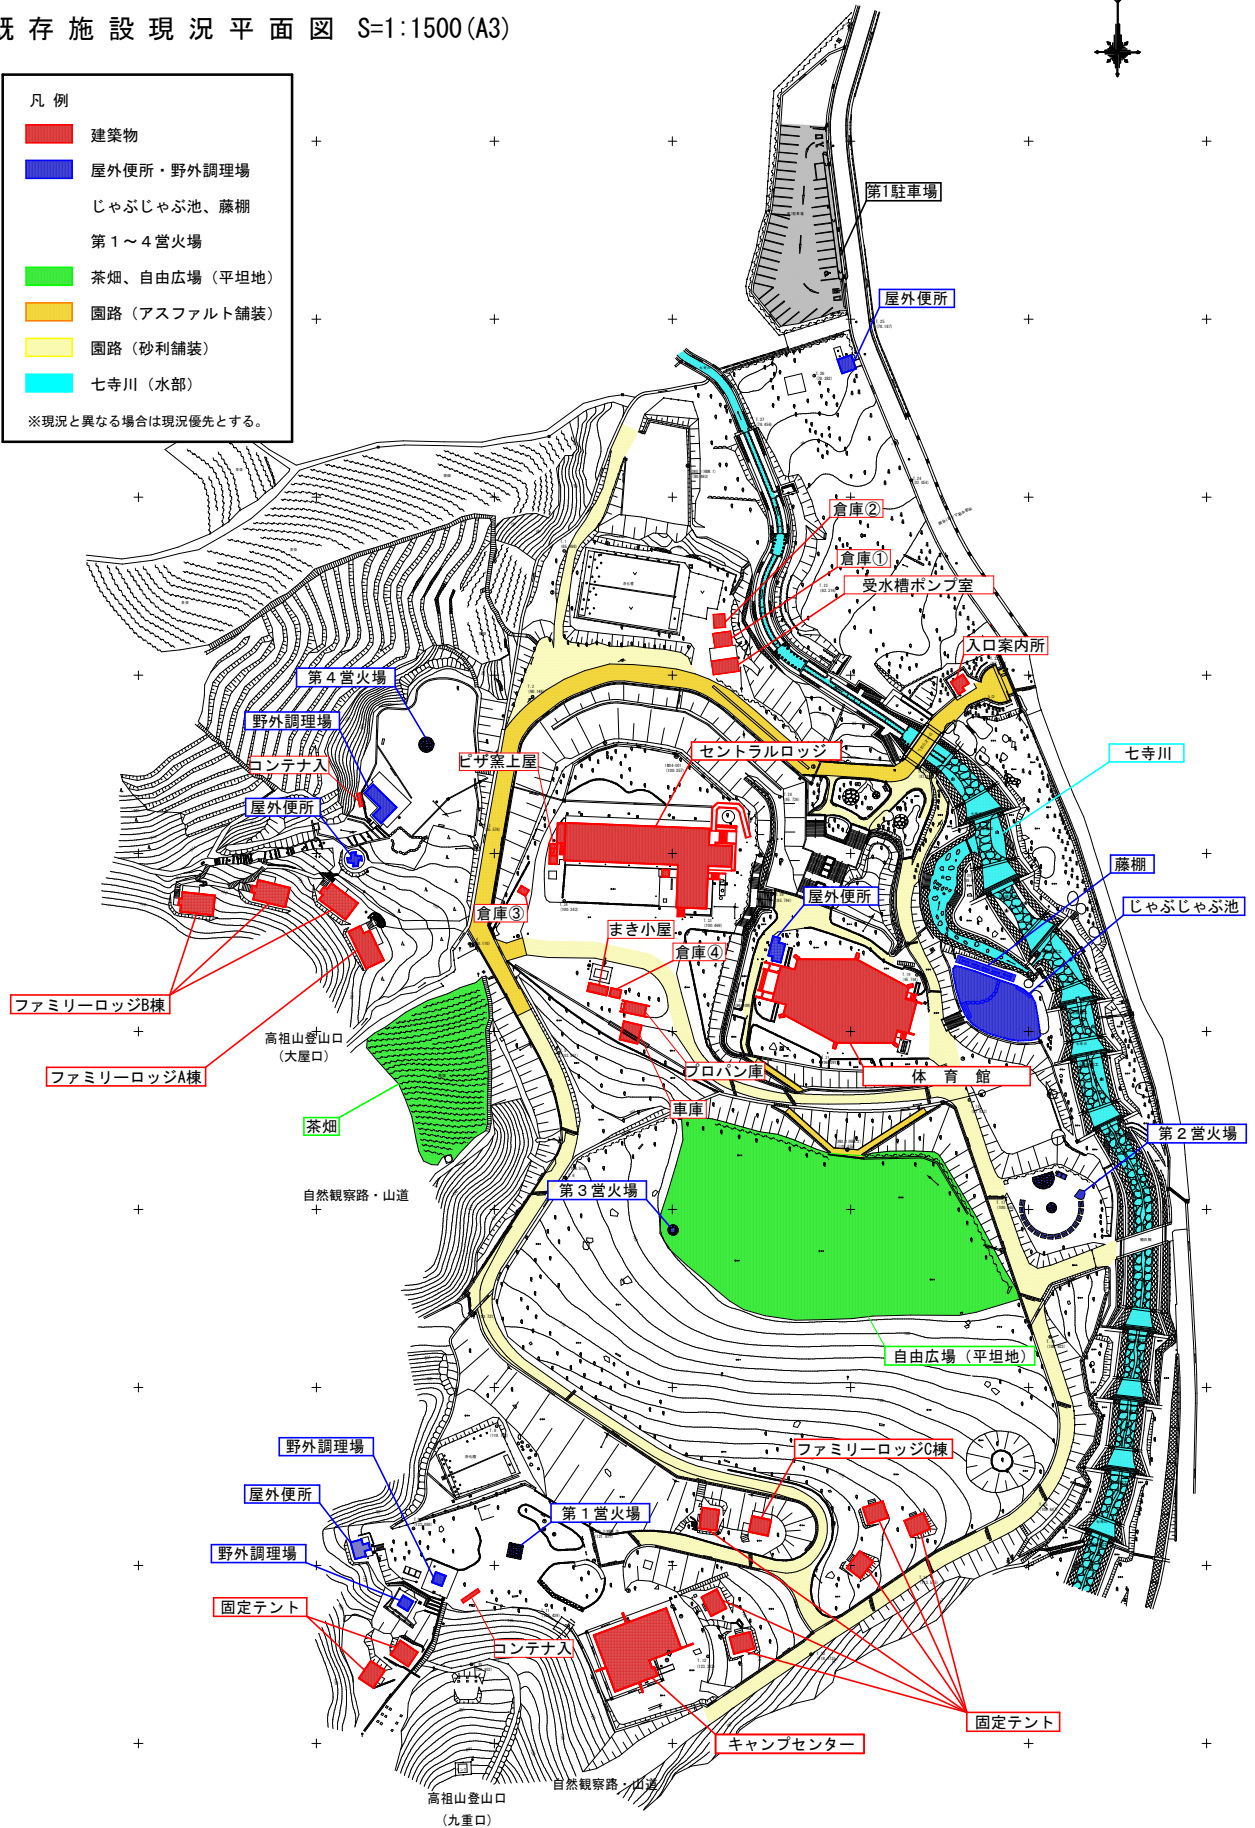 既存施設現況平面図 S=1:1500(A3)
凡例
建築物
屋外便所・野外調理場
じゃぶじゃぶ池、藤棚
第１～４営火場
茶畑、自由広場（平坦地）
園路（アスファルト舗装）
園路（砂利舗装）
七寺川（水部）
※現況と異なる場合は現況優先とする。
第1駐車場
屋外便所
倉庫②
倉庫①
受水槽ポンプ室
入口案内所
第４営火場
野外調理場
コンテナ入
屋外便所
ピザ窯上屋
セントラルロッジ
七寺川
藤棚
じゃぶじゃぶ池
屋外便所
倉庫③
まき小屋
倉庫④
ファミリーロッジB棟
高祖山登山口
（大屋口）
ファミリーロッジA棟
プロパン庫
体育館
車庫
茶畑
第２営火場
自然観察路・山道
第３営火場
自由広場（平坦地）
野外調理場
ファミリーロッジC棟
屋外便所
第１営火場
野外調理場
固定テント
コンテナ入
固定テント
キャンプセンター
自然観察路・山道
高祖山登山口
（九重口）